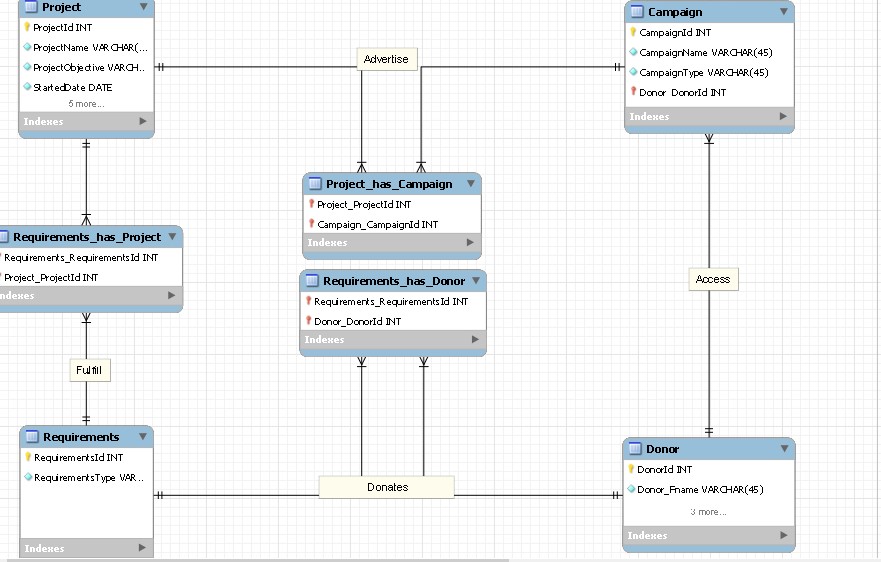 Project
ProjectId INT
ProjectName VARCHAR(...
ProjectObjective VARCH..
StartedDate DATE
5 more...
Indexes
Campaign
CampaignId INT
CampaignName VARCHAR(45)
CampaignType VARCHAR(45)
Donor_DonorId INT
Indexes
Advertise
Project_has_Campaign
Project_ProjectId INT
Campaign_CampaignId INT
Indexes
Requirements_has_Project
Requirements_RequirementsId INT
Project_ProjectId INT
Indexes
Requirements_has_Donor
Requirements_RequirementsId INT
Donor_DonorId INT
Indexes
Access
Fulfill
Requirements
RequirementsId INT
RequirementsType VAR..
Indexes
Donates
Donor
DonorId INT
Donor_Fname VARCHAR(45)
3 more...
Indexes